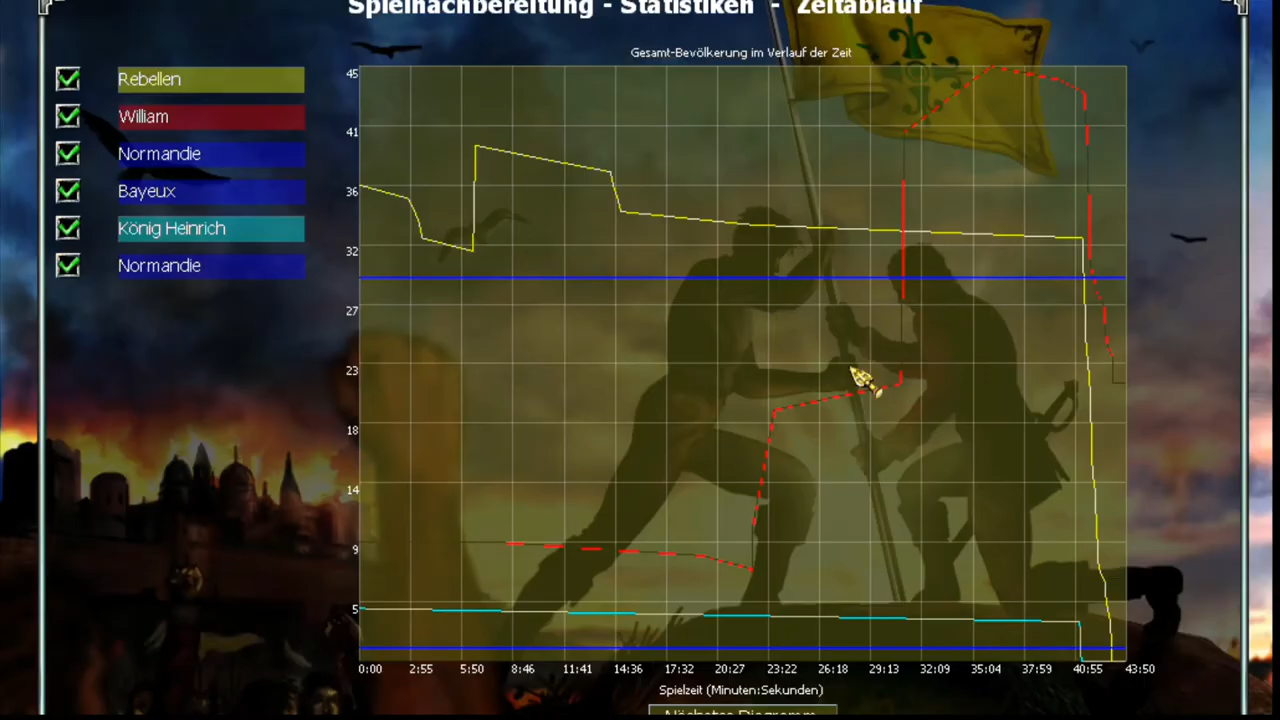 Spielnachbereitung - Statistiken - Zeitablauf
Gesamt-Bevölkerung im Verlauf der Zeit
Rebellen
William
Normandie
Bayeux
König Heinrich
Normandie
45
41
36
32
27
23
18
14
9
5
0:00 2:55 5:50 8:46 11:41 14:36 17:32 20:27 23:22 26:18 29:13 32:09 35:04 37:59 40:55 43:50
Spielzeit (Minuten:Sekunden)
Nächstes Diagramm